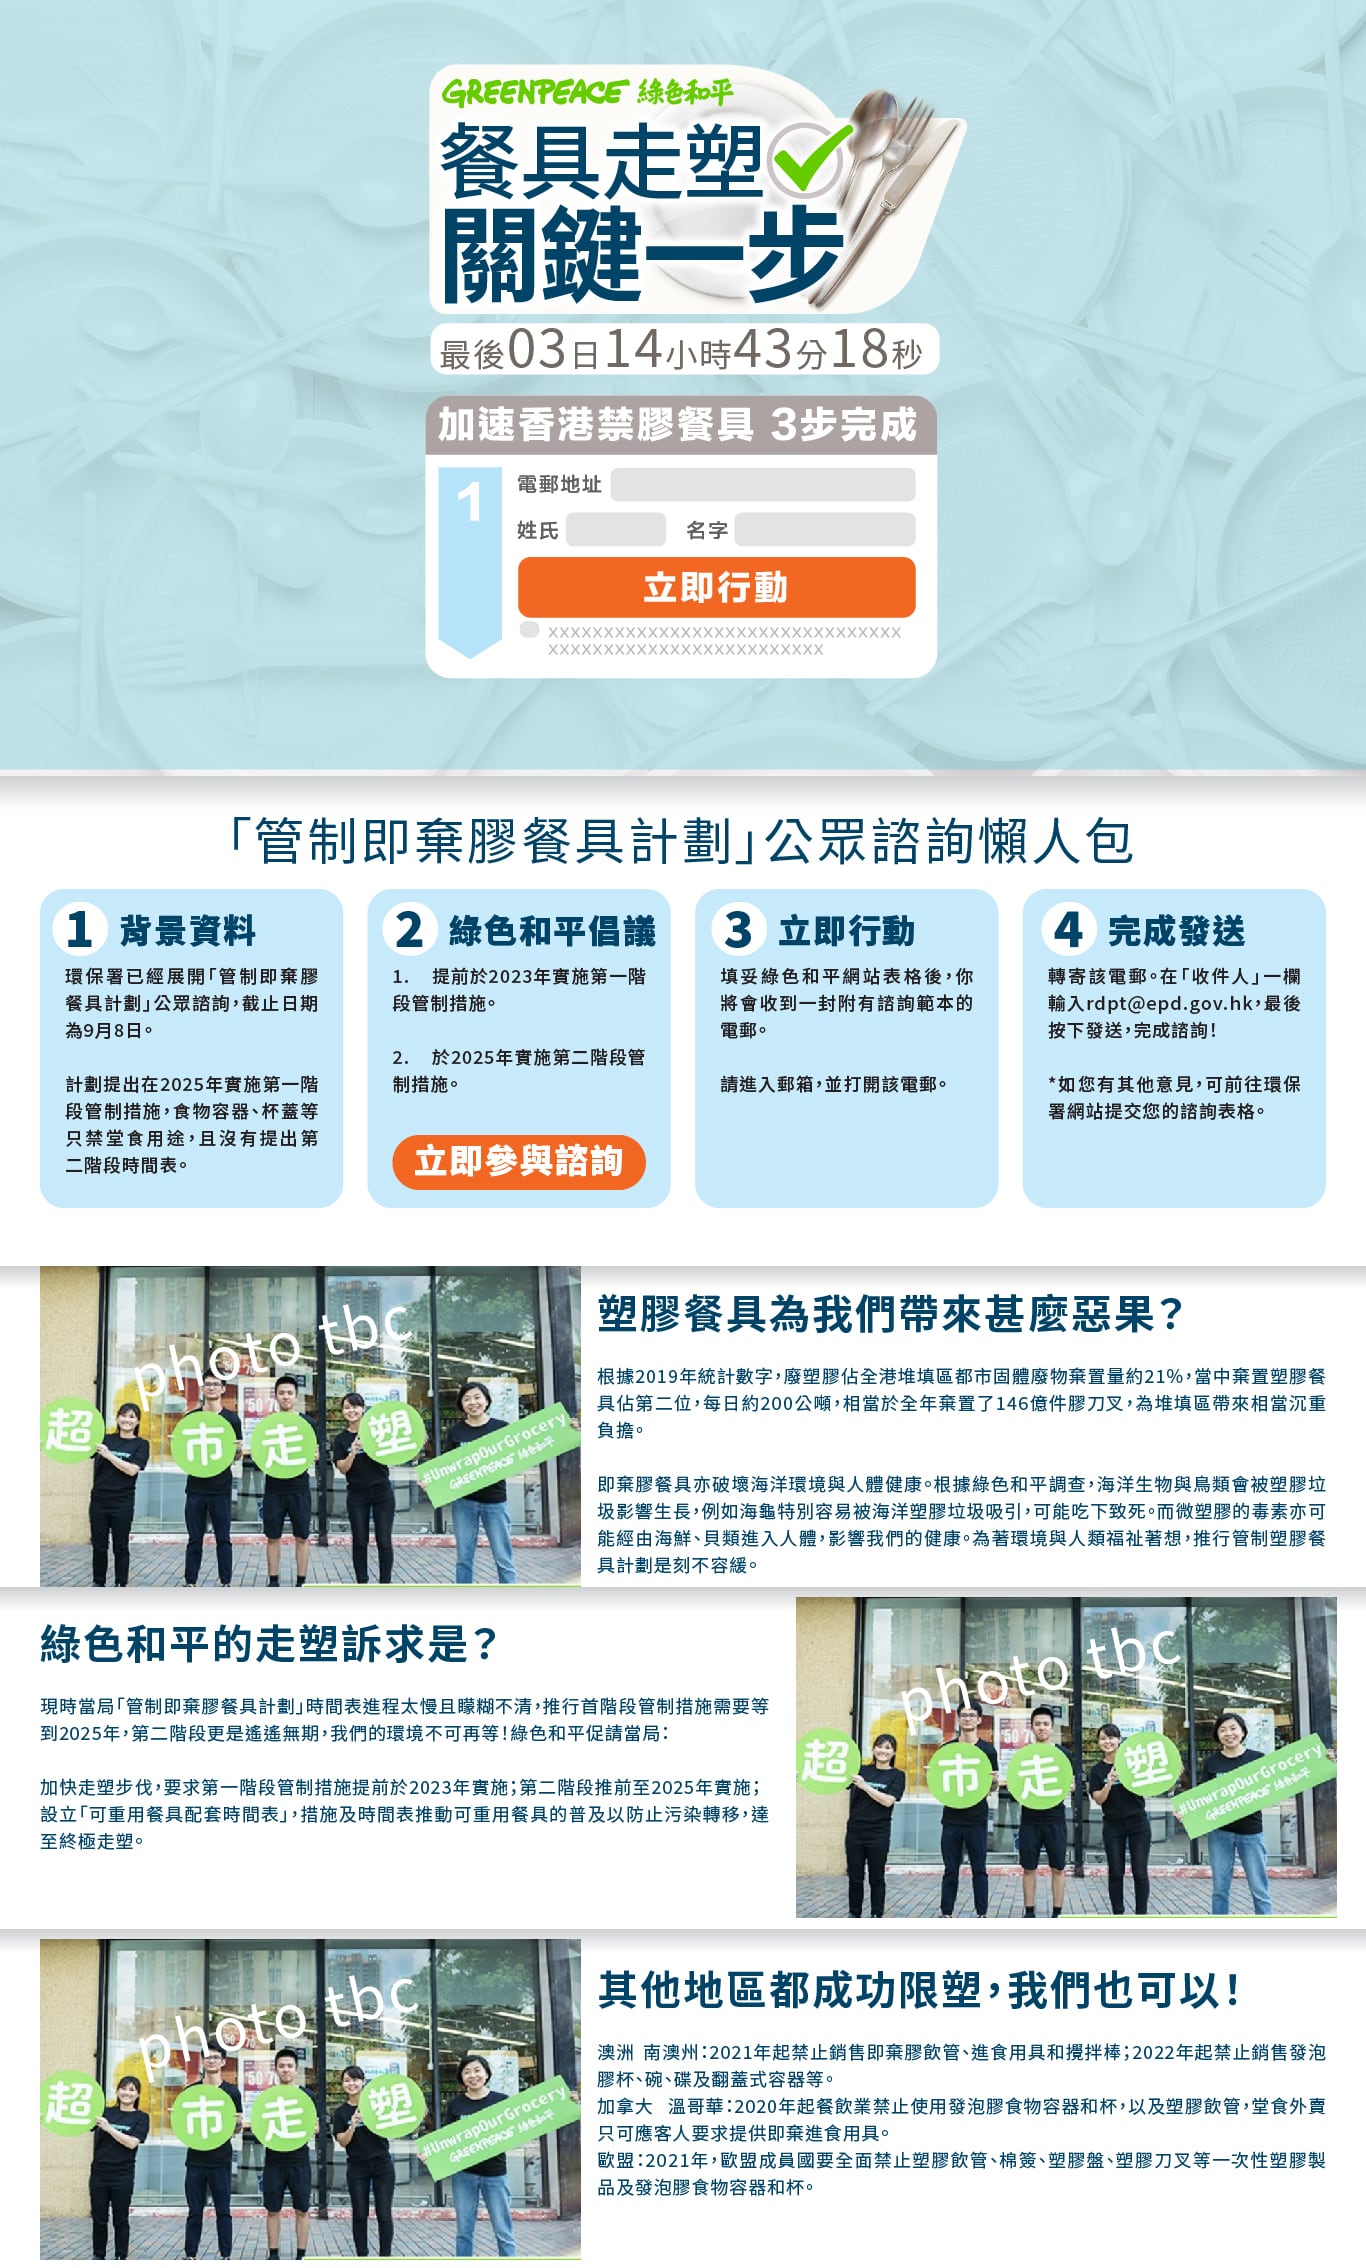 GREENPEACE 綠色和平
餐具走塑
關鍵一步
最後03日14小時43分18秒
加速香港禁膠餐具 3步完成
1
電郵地址
姓氏 名字
立即行動
xxxxxxxxxxxxxxxxxxxxxxxxxxxxxxxx
xxxxxxxxxxxxxxxxxxxxxxxxx
「管制即棄膠餐具計劃」公眾諮詢懶人包
1 背景資料
環保署已經展開「管制即棄膠
餐具計劃」公眾諮詢，截止日期
為9月8日。
計劃提出在2025年實施第一階
段管制措施，食物容器、杯蓋等
只禁堂食用途，且沒有提出第
二階段時間表。
2 綠色和平倡議
1. 提前於2023年實施第一階
段管制措施。
2. 於2025年實施第二階段管
制措施。
立即參與諮詢
3 立即行動
填妥綠色和平網站表格後，你
將會收到一封附有諮詢範本的
電郵。
請進入郵箱，並打開該電郵。
4 完成發送
轉寄該電郵。在「收件人」一欄
輸入rdpt@epd.gov.hk，最後
按下發送，完成諮詢！
*如您有其他意見，可前往環保
署網站提交您的諮詢表格。
photo tbc
超 市 走 塑
#UnwrapOurGrocery
GREENPEACE 綠色和平
塑膠餐具為我們帶來甚麼惡果？
根據2019年統計數字，廢塑膠佔全港堆填區都市固體廢物棄置量約21%，當中棄置塑膠餐
具佔第二位，每日約200公噸，相當於全年棄置了146億件膠刀叉，為堆填區帶來相當沉重
負擔。
即棄膠餐具亦破壞海洋環境與人體健康。根據綠色和平調查，海洋生物與鳥類會被塑膠垃
圾影響生長，例如海龜特別容易被海洋塑膠垃圾吸引，可能吃下致死。而微塑膠的毒素亦可
能經由海鮮、貝類進入人體，影響我們的健康。為著環境與人類福祉著想，推行管制塑膠餐
具計劃是刻不容緩。
綠色和平的走塑訴求是？
現時當局「管制即棄膠餐具計劃」時間表進程太慢且矇糊不清，推行首階段管制措施需要等
到2025年，第二階段更是遙遙無期，我們的環境不可再等！綠色和平促請當局：
加快走塑步伐，要求第一階段管制措施提前於2023年實施；第二階段推前至2025年實施；
設立「可重用餐具配套時間表」，措施及時間表推動可重用餐具的普及以防止污染轉移，達
至終極走塑。
photo tbc
超 市 走 塑
#UnwrapOurGrocery
GREENPEACE 綠色和平
photo tbc
超 市 走 塑
#UnwrapOurGrocery
GREENPEACE 綠色和平
其他地區都成功限塑，我們也可以！
澳洲 南澳州：2021年起禁止銷售即棄膠飲管、進食用具和攪拌棒；2022年起禁止銷售發泡
膠杯、碗、碟及翻蓋式容器等。
加拿大 溫哥華：2020年起餐飲業禁止使用發泡膠食物容器和杯，以及塑膠飲管，堂食外賣
只可應客人要求提供即棄進食用具。
歐盟：2021年，歐盟成員國要全面禁止塑膠飲管、棉簽、塑膠盤、塑膠刀叉等一次性塑膠製
品及發泡膠食物容器和杯。